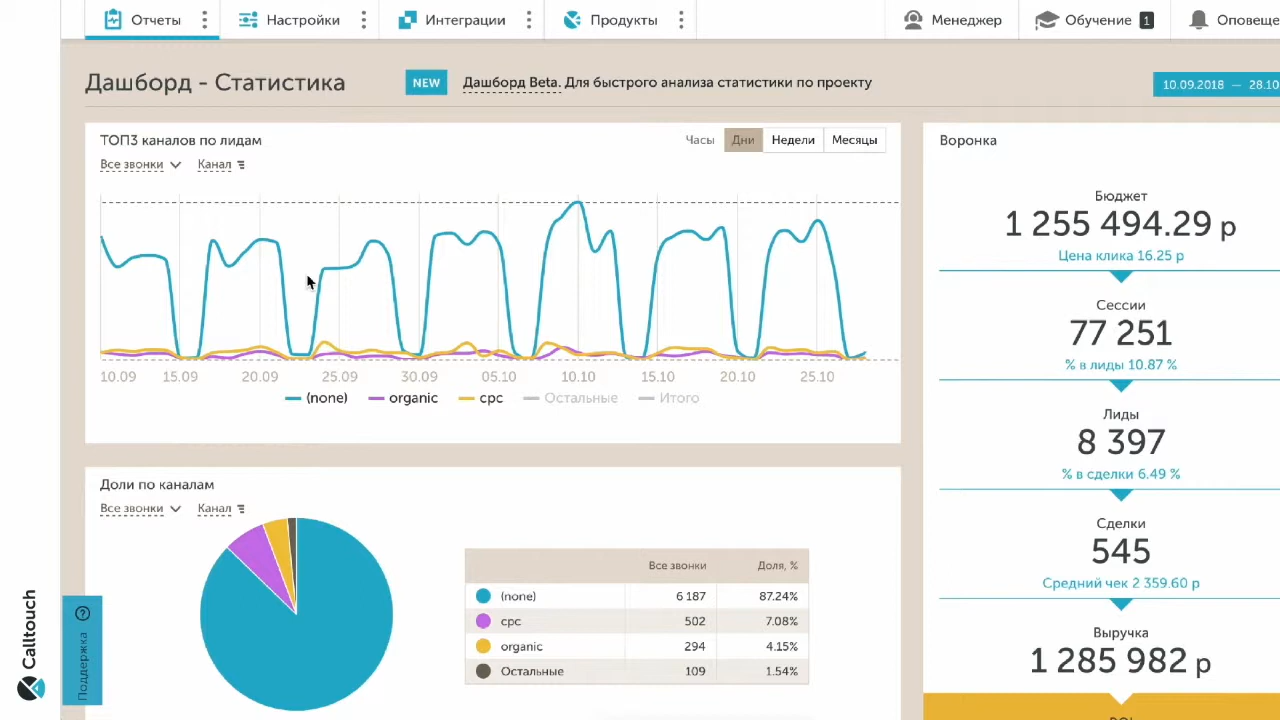 Отчеты
Настройки
Интеграции
Продукты
Менеджер
Обучение 1
Оповеще
Дашборд - Статистика
NEW
Дашборд Beta. Для быстрого анализа статистики по проекту
10.09.2018 — 28.10
ТОП3 каналов по лидам
Часы Дни Недели Месяцы
Все звонки Канал
10.09 15.09 20.09 25.09 30.09 05.10 10.10 15.10 20.10 25.10
(none) organic cpc Остальные Итого
Воронка
Бюджет
1 255 494.29 р
Цена клика 16.25 р
Сессии
77 251
% в лиды 10.87 %
Лиды
8 397
% в сделки 6.49 %
Сделки
545
Средний чек 2 359.60 р
Выручка
1 285 982 р
Доли по каналам
Все звонки Канал
Все звонки Доля, %
(none) 6 187 87.24%
cpc 502 7.08%
organic 294 4.15%
Остальные 109 1.54%
Calltouch
Поддержка ?